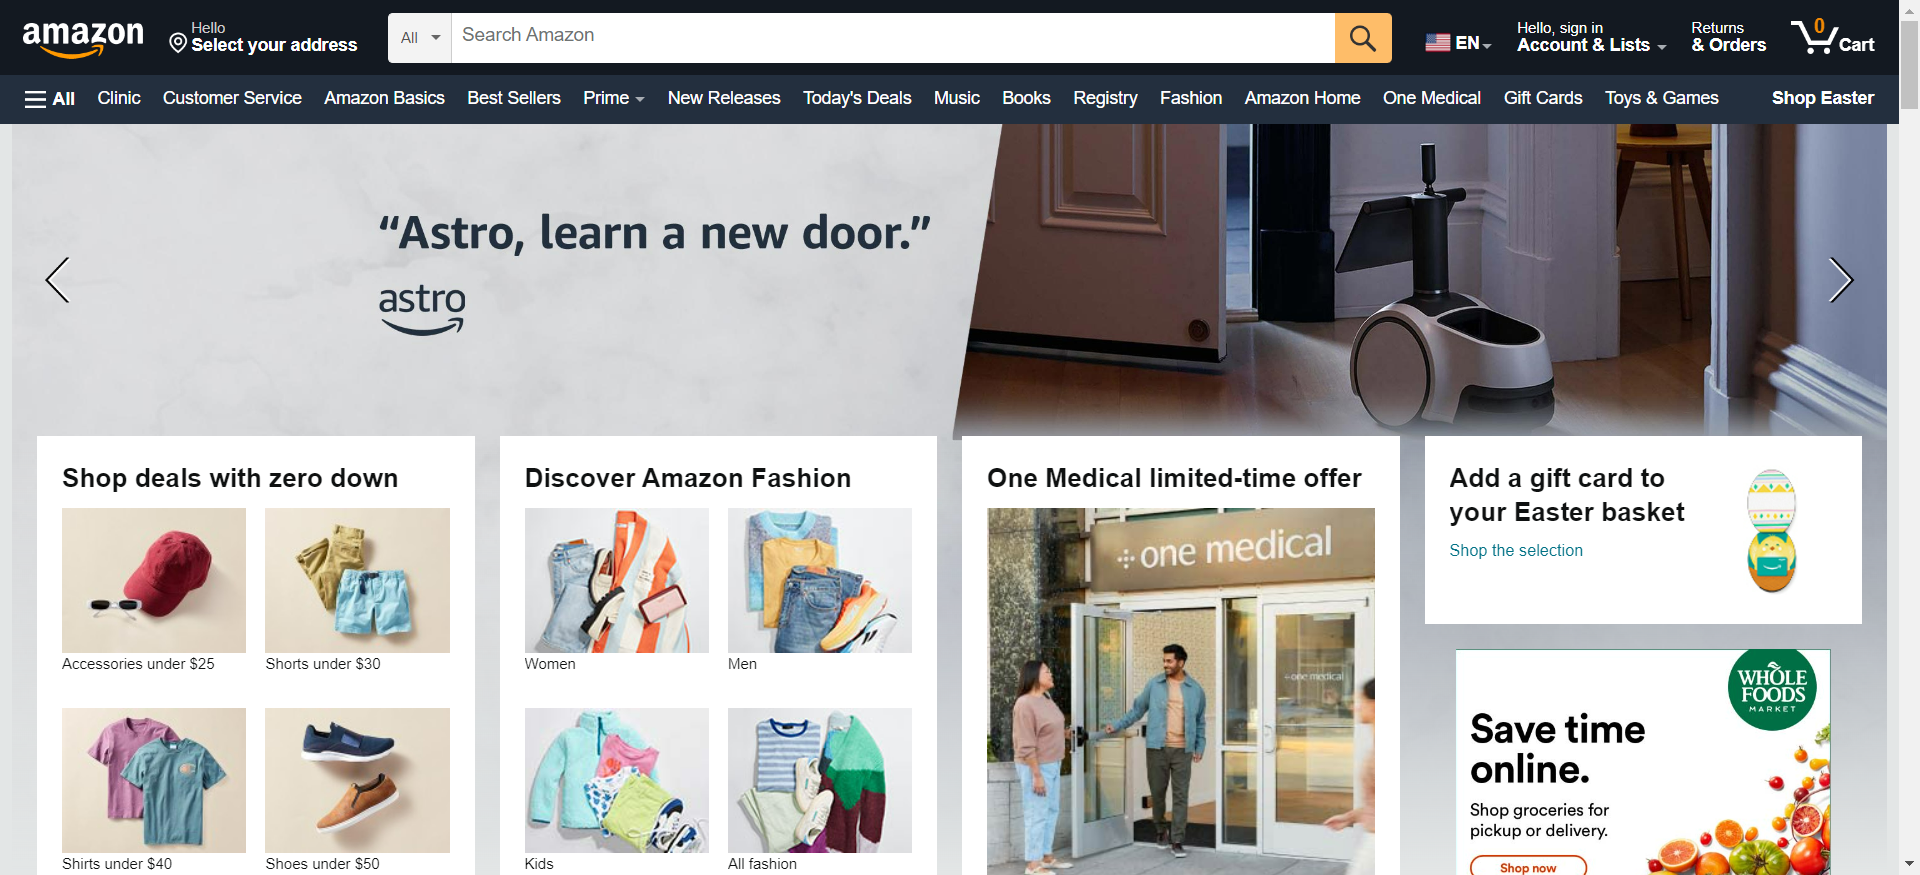 amazon
Hello
Select your address
All
Search Amazon
EN
Hello, sign in
Account & Lists
Returns
& Orders
0
Cart
All
Clinic
Customer Service
Amazon Basics
Best Sellers
Prime
New Releases
Today's Deals
Music
Books
Registry
Fashion
Amazon Home
One Medical
Gift Cards
Toys & Games
Shop Easter
“Astro, learn a new door.”
astro
Shop deals with zero down
Accessories under $25
Shorts under $30
Shirts under $40
Shoes under $50
Discover Amazon Fashion
Women
Men
Kids
All fashion
One Medical limited-time offer
one medical
one medical
Add a gift card to
your Easter basket
Shop the selection
WHOLE
FOODS
MARKET
Save time
online.
Shop groceries for
pickup or delivery.
Shop now